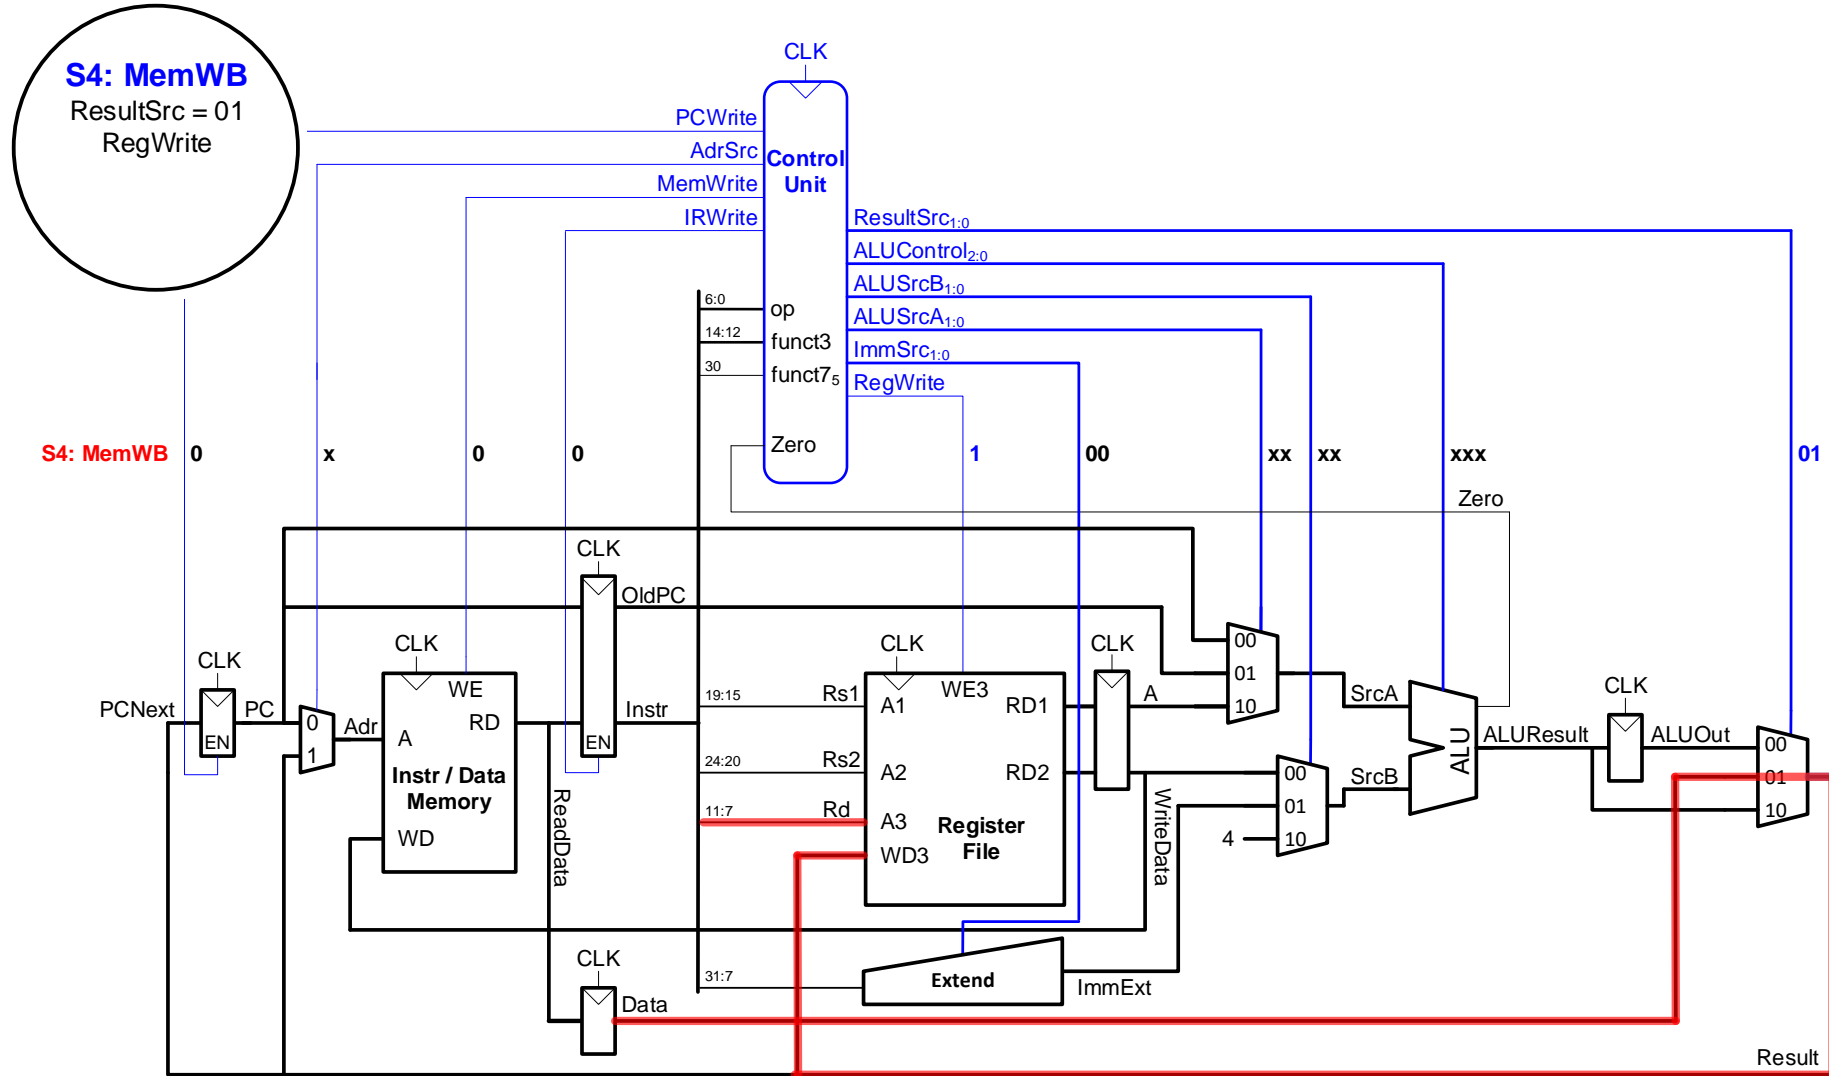 S4: MemWB
ResultSrc = 01
RegWrite
CLK
PCWrite
AdrSrc
MemWrite
IRWrite
Control
Unit
ResultSrc1:0
ALUControl2:0
ALUSrcB1:0
ALUSrcA1:0
ImmSrc1:0
RegWrite
6:0
op
14:12
funct3
30
funct75
Zero
S4: MemWB
0
x
0
0
1
00
xx
xx
xxx
01
Zero
CLK
OldPC
CLK
PCNext
EN
PC
0
1
Adr
CLK
WE
A
RD
Instr / Data
Memory
WD
ReadData
EN
Instr
19:15
Rs1
24:20
Rs2
11:7
Rd
31:7
CLK
WE3
A1
RD1
A2
RD2
A3
WD3
Register
File
CLK
A
WriteData
00
01
10
SrcA
00
01
10
4
SrcB
ALU
ALUResult
CLK
ALUOut
00
01
10
Extend
ImmExt
CLK
Data
Result